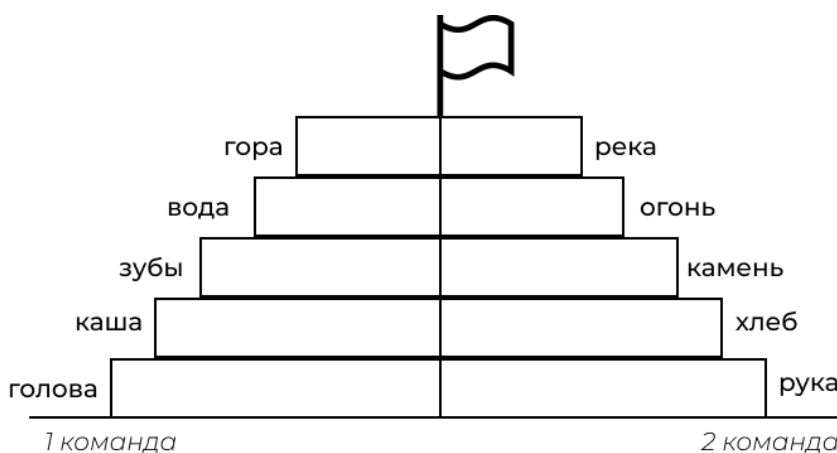 гора река
вода огонь
зубы камень
каша хлеб
голова рука
1 команда 2 команда